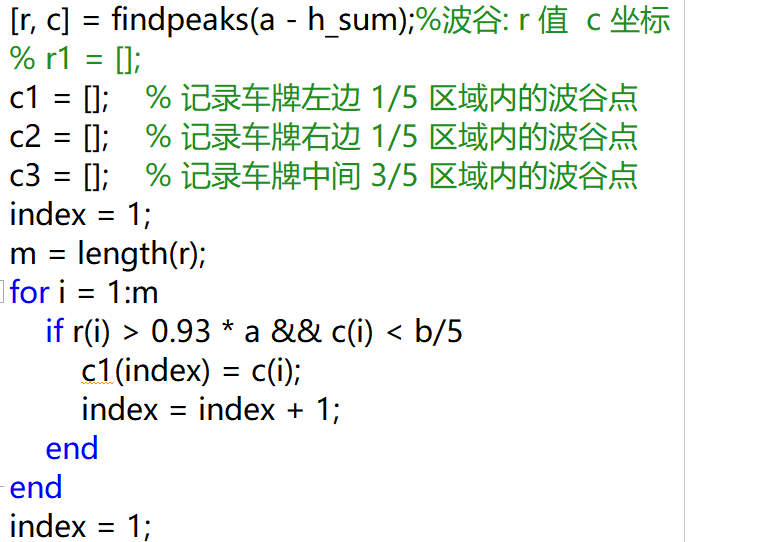 [r, c] = findpeaks(a - h_sum);%波谷: r 值  c 坐标
% r1 = [];
c1 = [];   % 记录车牌左边 1/5 区域内的波谷点
c2 = [];   % 记录车牌右边 1/5 区域内的波谷点
c3 = [];   % 记录车牌中间 3/5 区域内的波谷点
index = 1;
m = length(r);
for i = 1:m
    if r(i) > 0.93 * a && c(i) < b/5
        c1(index) = c(i);
        index = index + 1;
    end
end
index = 1;